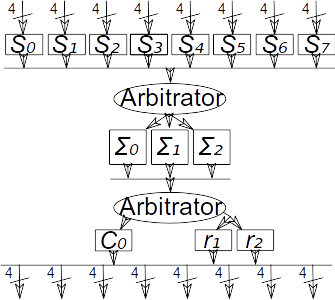 4 4 4 4 4 4 4 4
S0 S1 S2 S3 S4 S5 S6 S7
Arbitrator
Σ0 Σ1 Σ2
Arbitrator
C0 r1 r2
4 4 4 4 4 4 4 4